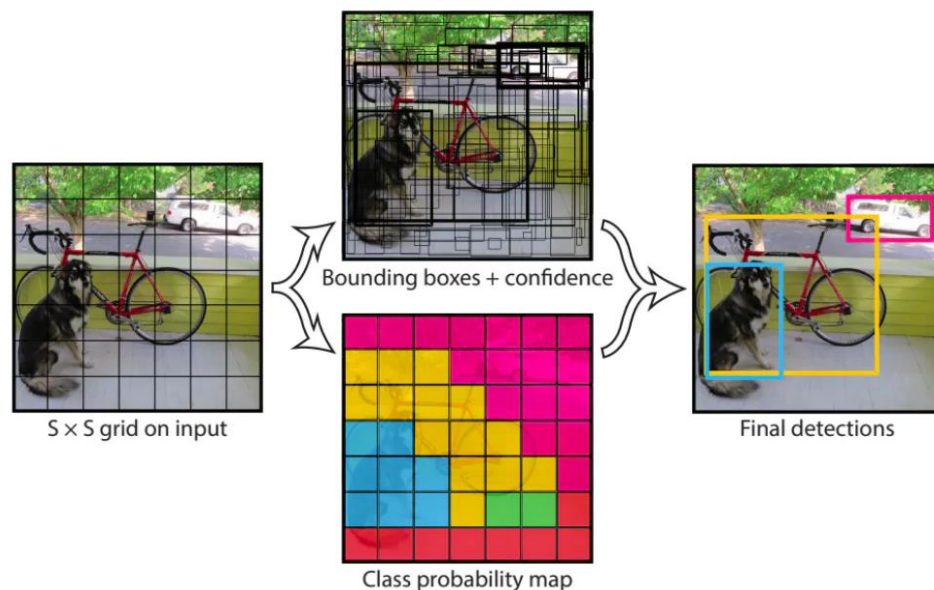 Bounding boxes + confidence
S × S grid on input
Final detections
Class probability map